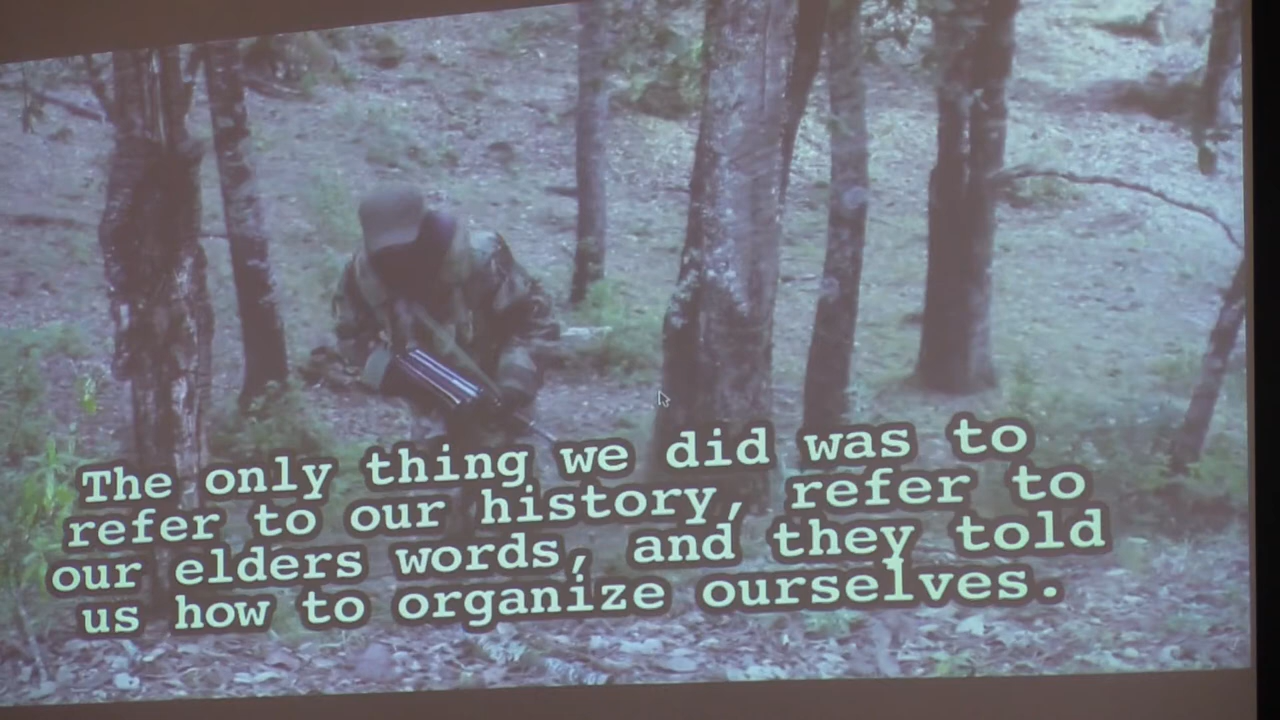 The only thing we did was to
refer to our history, refer to
our elders words, and they told
us how to organize ourselves.